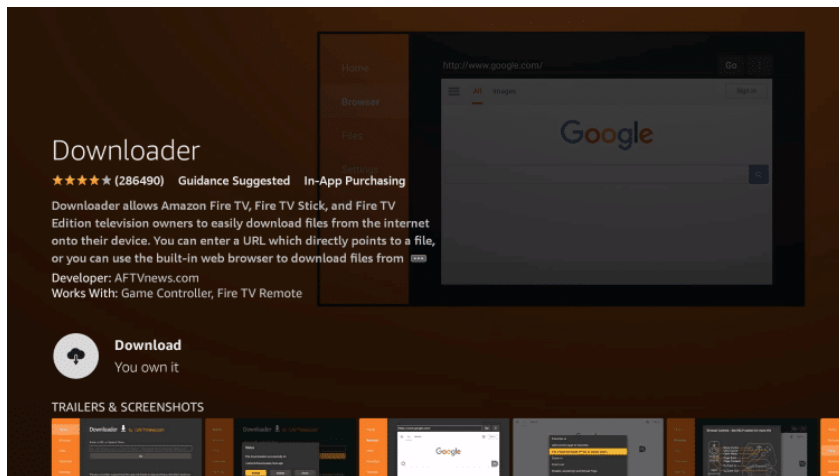 Home
http://www.google.com/
Go
Browser
All
Images
Sign in
Files
Google
Settings
Downloader
(286490) Guidance Suggested In-App Purchasing
Downloader allows Amazon Fire TV, Fire TV Stick, and Fire TV
Edition television owners to easily download files from the internet
onto their device. You can enter a URL which directly points to a file,
or you can use the built-in web browser to download files from
Developer: AFTVnews.com
Works With: Game Controller, Fire TV Remote
Download
You own it
TRAILERS & SCREENSHOTS
Downloader
Downloader
Google